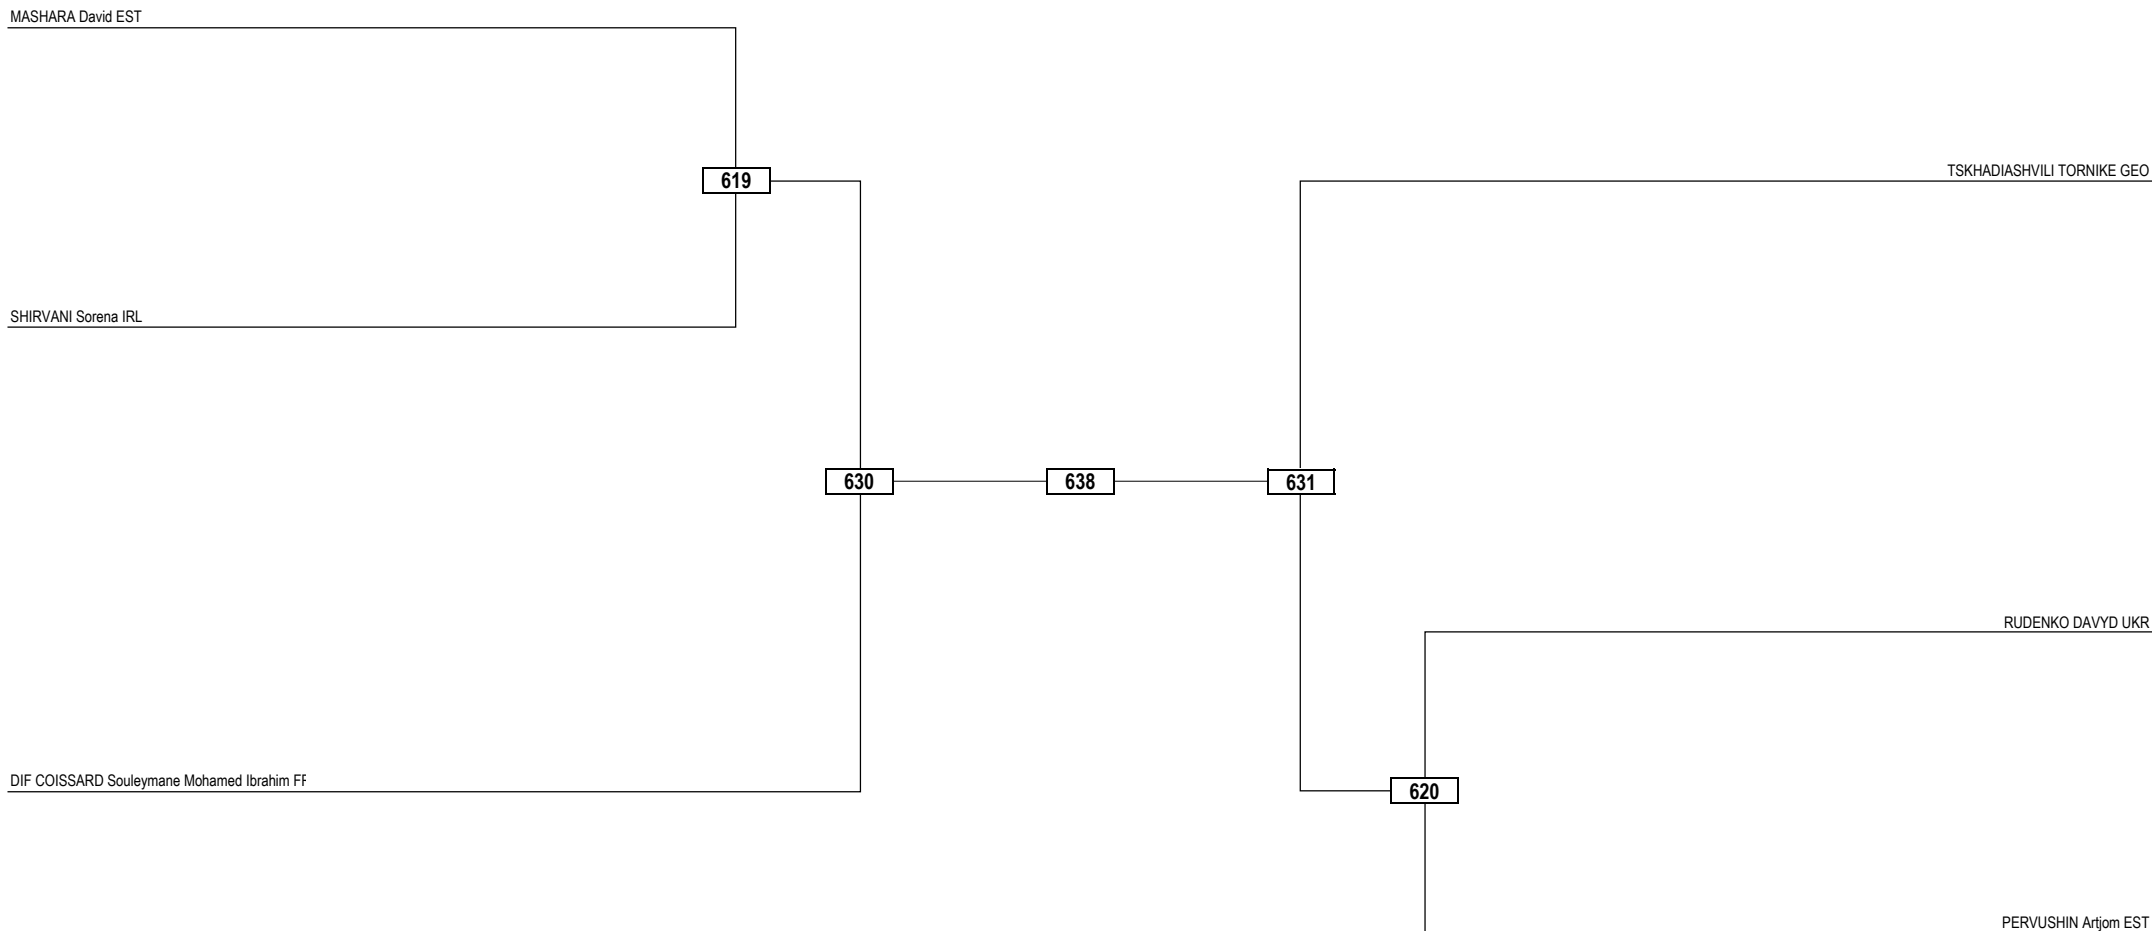 MASHARA David EST
619
TSKHADIASHVILI TORNIKE GEO
SHIRVANI Sorena IRL
630
638
631
RUDENKO DAVYD UKR
DIF COISSARD Souleymane Mohamed Ibrahim
620
PERVUSHIN Artjom EST